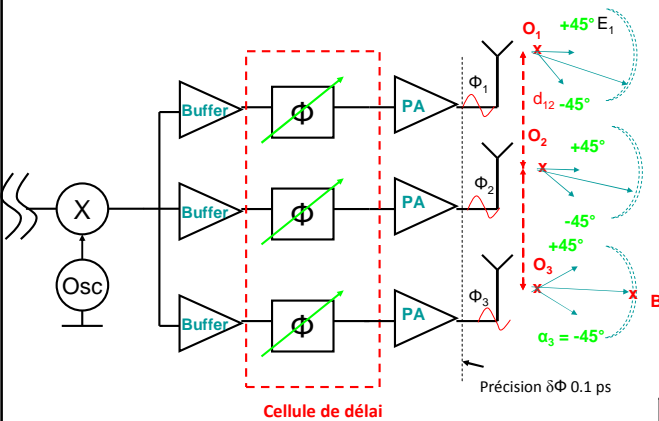 O1
+45° E1
Buffer
Φ
PA
Φ1
d12
-45°
O2
+45°
X
Buffer
Φ
PA
Φ2
-45°
+45°
Osc
O3
Buffer
Φ
PA
Φ3
B
α3 = -45°
Précision δΦ 0.1 ps
Cellule de délai